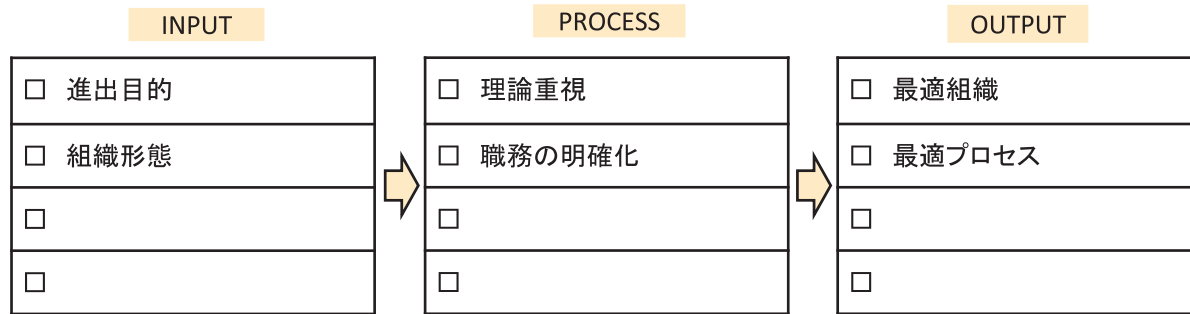 INPUT
PROCESS
OUTPUT
□ 進出目的
□ 理論重視
□ 最適組織
□ 組織形態
□ 職務の明確化
□ 最適プロセス
□
□
□
□
□
□